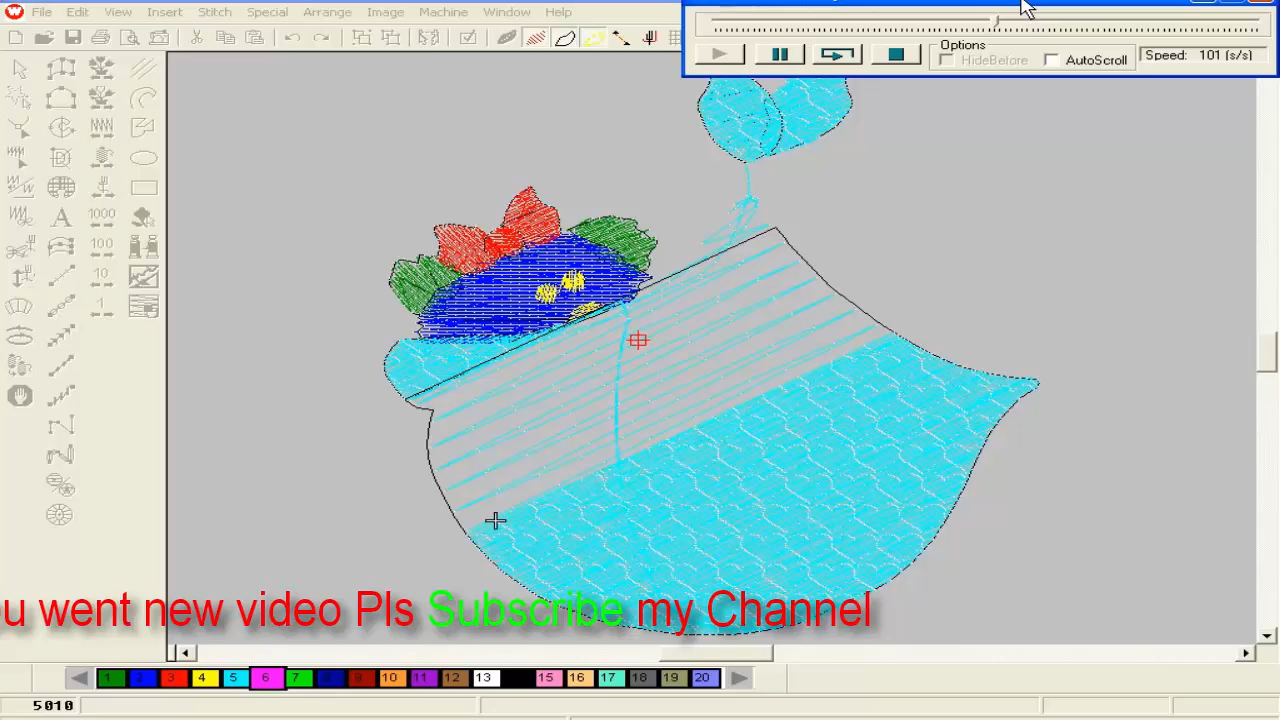 File Edit View Insert Stitch Special Arrange Image Machine Window Help
Options
HideBefore AutoScroll Speed: 101 (s/s)
1000
100
10
1
u went new video Pls Subscribe my Channel
1 2 3 4 5 6 7 8 9 10 11 12 13 15 16 17 18 19 20
5010